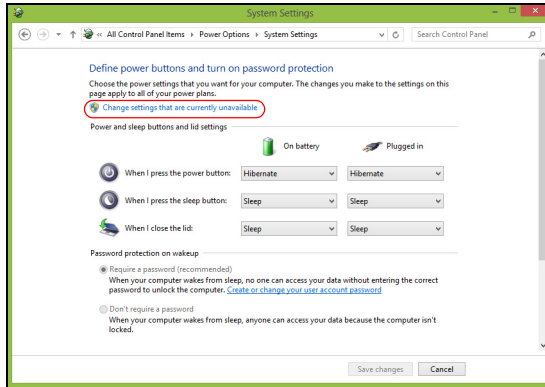 System Settings
« All Control Panel Items Power Options System Settings
Search Control Panel
Define power buttons and turn on password protection
Choose the power settings that you want for your computer. The changes you make to the settings on this
page apply to all of your power plans.
Change settings that are currently unavailable
Power and sleep buttons and lid settings
On battery Plugged in
When I press the power button: Hibernate Hibernate
When I press the sleep button: Sleep Sleep
When I close the lid: Sleep Sleep
Password protection on wakeup
Require a password (recommended)
When your computer wakes from sleep, no one can access your data without entering the correct
password to unlock the computer. Create or change your user account password
Don't require a password
When your computer wakes from sleep, anyone can access your data because the computer isn't
locked.
Save changes Cancel